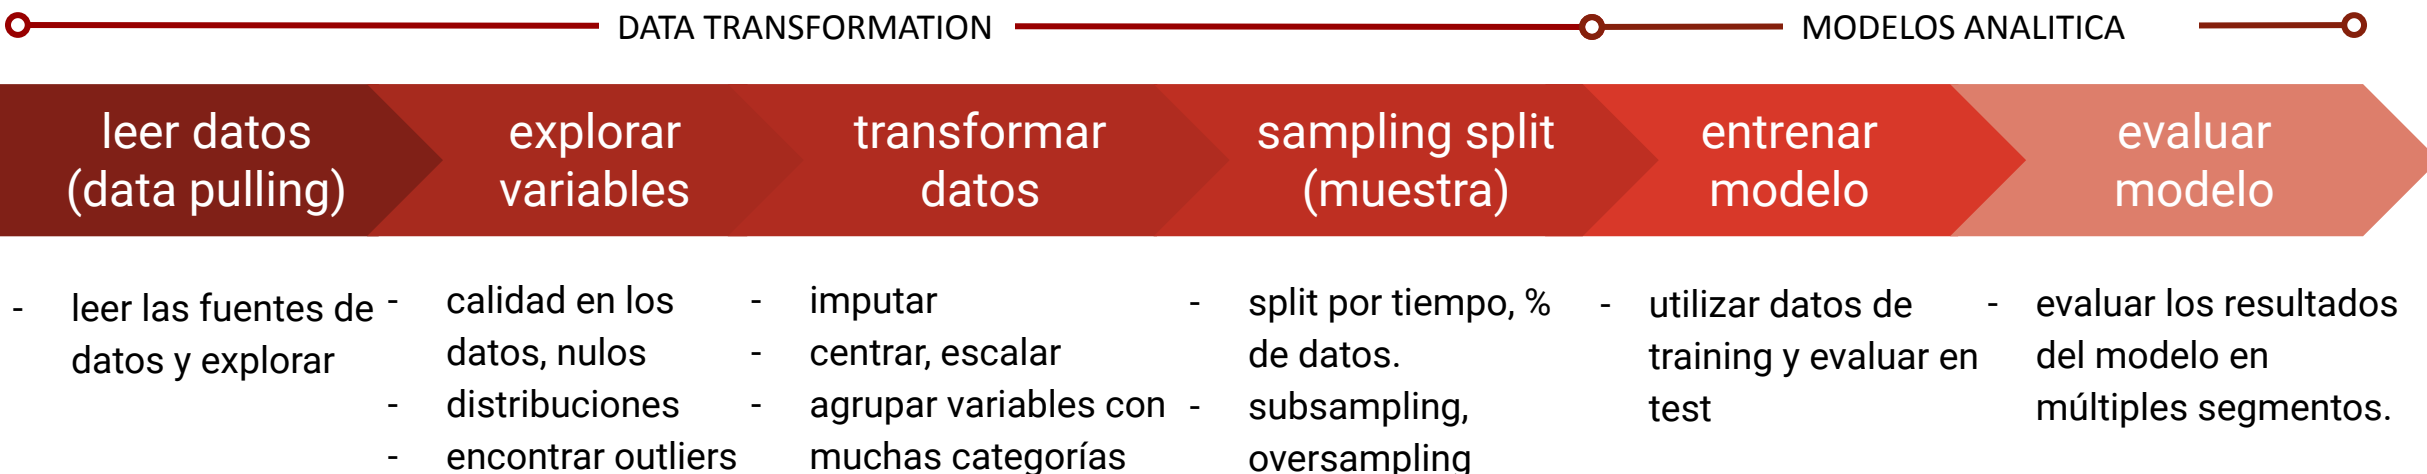 DATA TRANSFORMATION
MODELOS ANALITICA
leer datos
(data pulling)
explorar
variables
transformar
datos
sampling split
(muestra)
entrenar
modelo
evaluar
modelo
- leer las fuentes de
datos y explorar
- calidad en los
datos, nulos
- distribuciones
- encontrar outliers
- imputar
- centrar, escalar
- agrupar variables con
muchas categorías
- split por tiempo, %
de datos.
- subsampling,
oversampling
- utilizar datos de
training y evaluar en
test
- evaluar los resultados
del modelo en
múltiples segmentos.